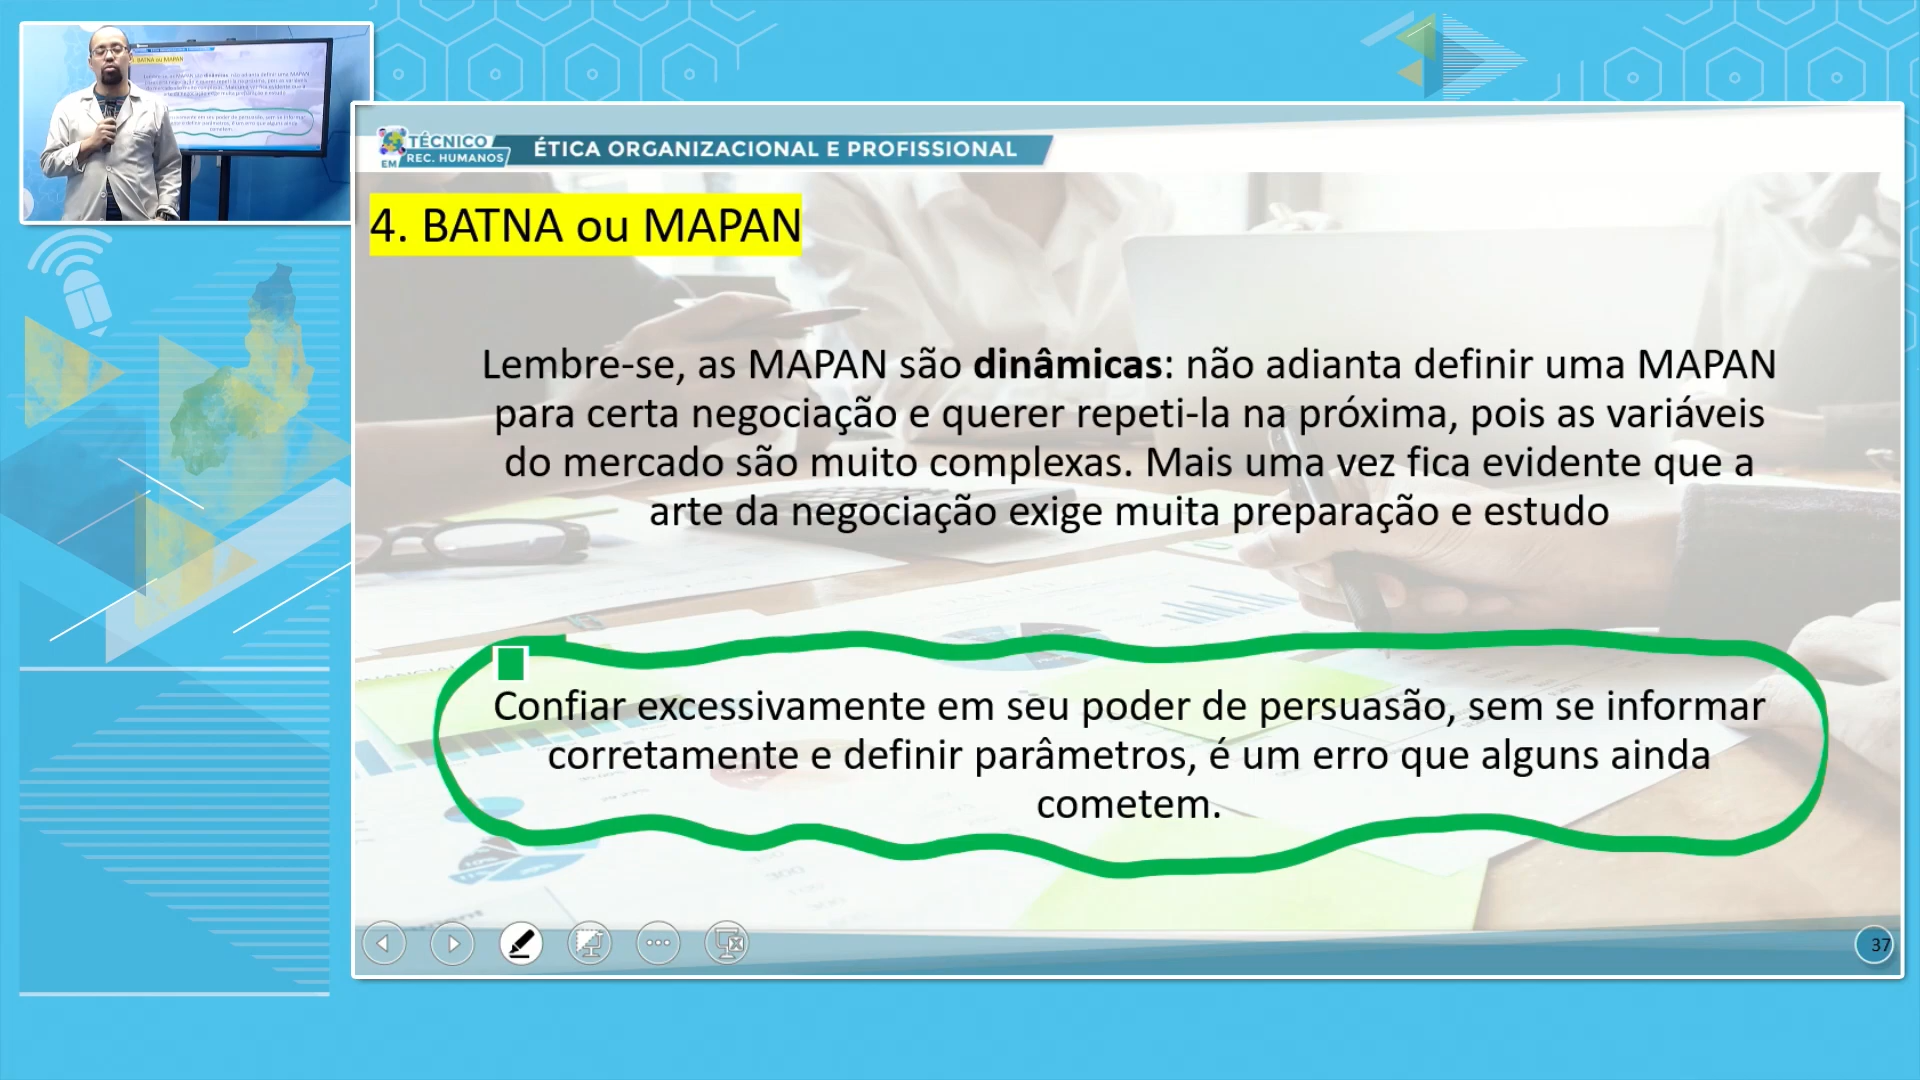 TÉCNICO
EM REC. HUMANOS
ÉTICA ORGANIZACIONAL E PROFISSIONAL
4. BATNA ou MAPAN
Lembre-se, as MAPAN são dinâmicas: não adianta definir uma MAPAN
para certa negociação e querer repeti-la na próxima, pois as variáveis
do mercado são muito complexas. Mais uma vez fica evidente que a
arte da negociação exige muita preparação e estudo
Confiar excessivamente em seu poder de persuasão, sem se informar
corretamente e definir parâmetros, é um erro que alguns ainda
cometem.
37